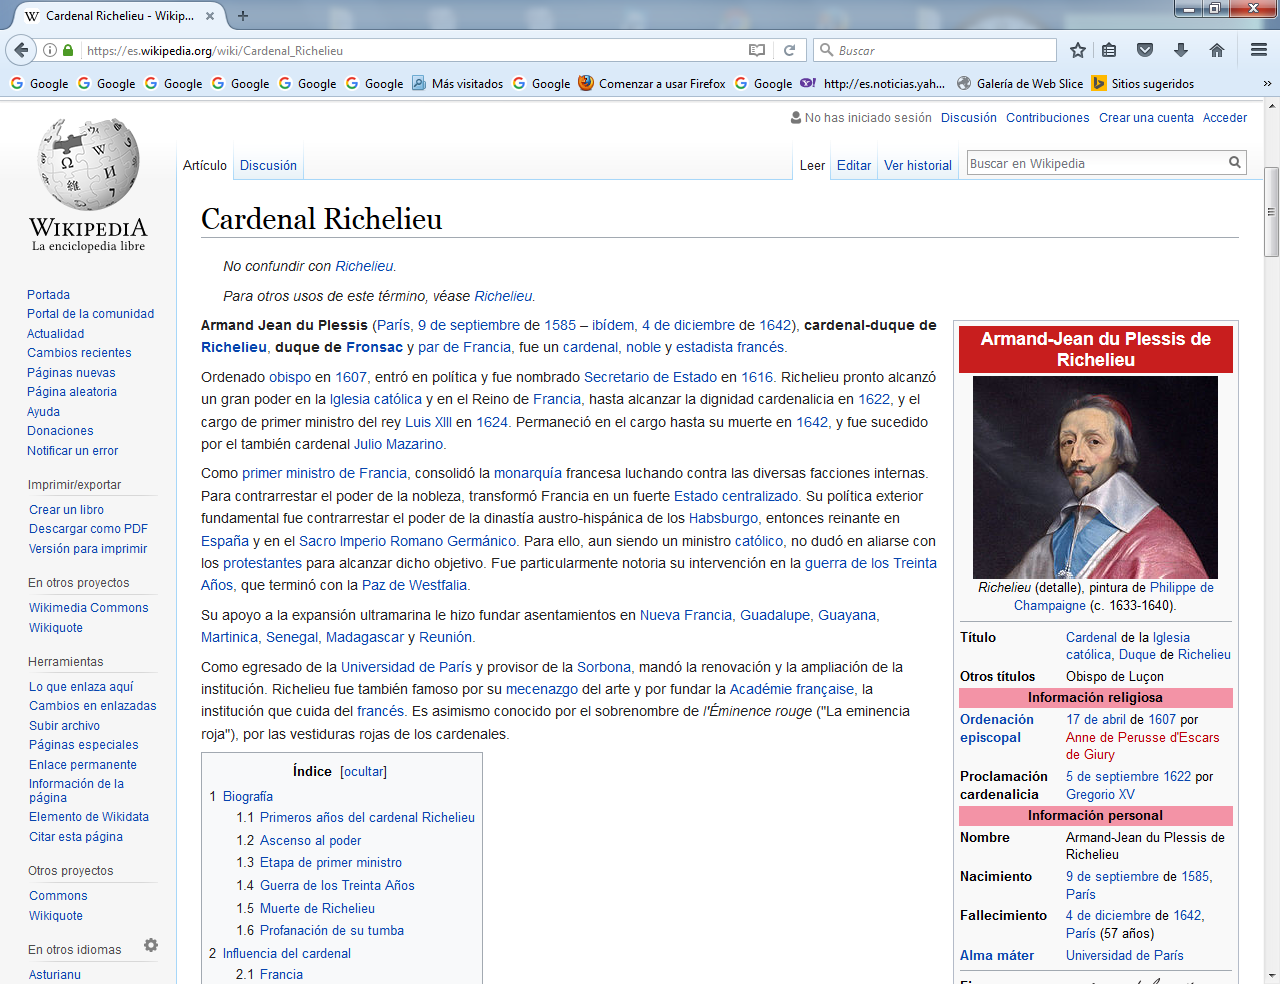 Cardenal Richelieu - Wikip...
https://es.wikipedia.org/wiki/Cardenal_Richelieu
Buscar
Google Google Google Google Google Google Más visitados Google Comenzar a usar Firefox Google http://es.noticias.yah... Galería de Web Slice Sitios sugeridos
No has iniciado sesión Discusión Contribuciones Crear una cuenta Acceder
Artículo Discusión Leer Editar Ver historial Buscar en Wikipedia
WIKIPEDIA
La enciclopedia libre
Portada
Portal de la comunidad
Actualidad
Cambios recientes
Páginas nuevas
Página aleatoria
Ayuda
Donaciones
Notificar un error
Imprimir/exportar
Crear un libro
Descargar como PDF
Versión para imprimir
En otros proyectos
Wikimedia Commons
Wikiquote
Herramientas
Lo que enlaza aquí
Cambios en enlazadas
Subir archivo
Páginas especiales
Enlace permanente
Información de la
página
Elemento de Wikidata
Citar esta página
Otros proyectos
Commons
Wikiquote
En otros idiomas
Asturianu
Cardenal Richelieu
No confundir con Richelieu.
Para otros usos de este término, véase Richelieu.
Armand Jean du Plessis (París, 9 de septiembre de 1585 – ibídem, 4 de diciembre de 1642), cardenal-duque de
Richelieu, duque de Fronsac y par de Francia, fue un cardenal, noble y estadista francés.
Ordenado obispo en 1607, entró en política y fue nombrado Secretario de Estado en 1616. Richelieu pronto alcanzó
un gran poder en la Iglesia católica y en el Reino de Francia, hasta alcanzar la dignidad cardenalicia en 1622, y el
cargo de primer ministro del rey Luis XIII en 1624. Permaneció en el cargo hasta su muerte en 1642, y fue sucedido
por el también cardenal Julio Mazarino.
Como primer ministro de Francia, consolidó la monarquía francesa luchando contra las diversas facciones internas.
Para contrarrestar el poder de la nobleza, transformó Francia en un fuerte Estado centralizado. Su política exterior
fundamental fue contrarrestar el poder de la dinastía austro-hispánica de los Habsburgo, entonces reinante en
España y en el Sacro Imperio Romano Germánico. Para ello, aun siendo un ministro católico, no dudó en aliarse con
los protestantes para alcanzar dicho objetivo. Fue particularmente notoria su intervención en la guerra de los Treinta
Años, que terminó con la Paz de Westfalia.
Su apoyo a la expansión ultramarina le hizo fundar asentamientos en Nueva Francia, Guadalupe, Guayana,
Martinica, Senegal, Madagascar y Reunión.
Como egresado de la Universidad de París y provisor de la Sorbona, mandó la renovación y la ampliación de la
institución. Richelieu fue también famoso por su mecenazgo del arte y por fundar la Académie française, la
institución que cuida del francés. Es asimismo conocido por el sobrenombre de l'Éminence rouge ("La eminencia
roja"), por las vestiduras rojas de los cardenales.
Índice [ocultar]
1 Biografía
1.1 Primeros años del cardenal Richelieu
1.2 Ascenso al poder
1.3 Etapa de primer ministro
1.4 Guerra de los Treinta Años
1.5 Muerte de Richelieu
1.6 Profanación de su tumba
2 Influencia del cardenal
2.1 Francia
Armand-Jean du Plessis de
Richelieu
Richelieu (detalle), pintura de Philippe de
Champaigne (c. 1633-1640).
Título Cardenal de la Iglesia
católica, Duque de Richelieu
Otros títulos Obispo de Luçon
Información religiosa
Ordenación 17 de abril de 1607 por
episcopal Anne de Perusse d'Escars
de Giury
Proclamación 5 de septiembre 1622 por
cardenalicia Gregorio XV
Información personal
Nombre Armand-Jean du Plessis de
Richelieu
Nacimiento 9 de septiembre de 1585,
París
Fallecimiento 4 de diciembre de 1642,
París (57 años)
Alma máter Universidad de París